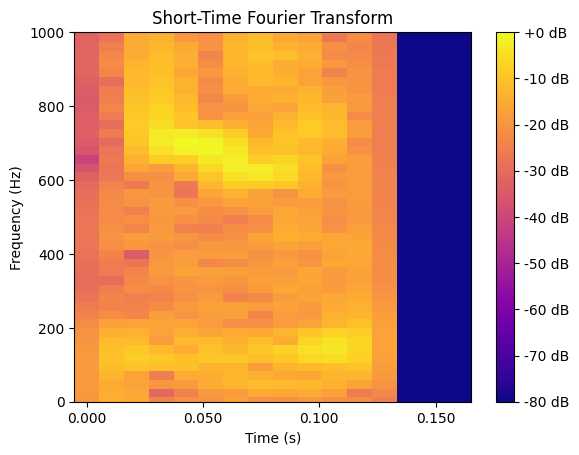 Short-Time Fourier Transform
1000
800
600
400
200
0
Frequency (Hz)
0.000
0.050
0.100
0.150
Time (s)
+0 dB
-10 dB
-20 dB
-30 dB
-40 dB
-50 dB
-60 dB
-70 dB
-80 dB